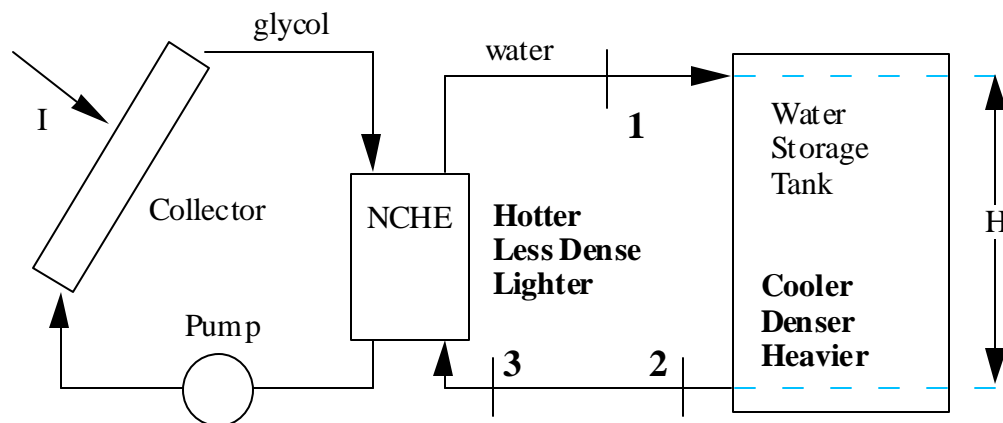 glycol
water
I
1
Water
Storage
Tank
Collector
NCHE
Hotter
Less Dense
Lighter
H
Cooler
Denser
Heavier
Pump
3
2